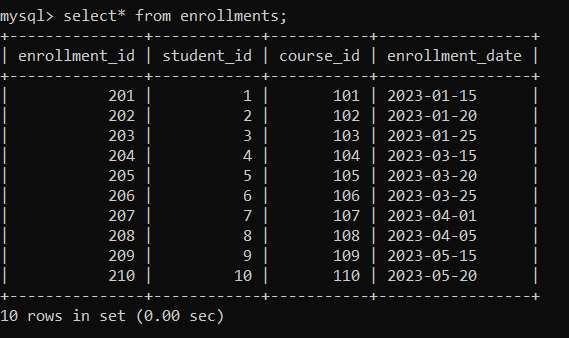 mysql> select* from enrollments;
+---------------+------------+-----------+-----------------+
| enrollment_id | student_id | course_id | enrollment_date |
+---------------+------------+-----------+-----------------+
|           201 |          1 |       101 | 2023-01-15      |
|           202 |          2 |       102 | 2023-01-20      |
|           203 |          3 |       103 | 2023-01-25      |
|           204 |          4 |       104 | 2023-03-15      |
|           205 |          5 |       105 | 2023-03-20      |
|           206 |          6 |       106 | 2023-03-25      |
|           207 |          7 |       107 | 2023-04-01      |
|           208 |          8 |       108 | 2023-04-05      |
|           209 |          9 |       109 | 2023-05-15      |
|           210 |         10 |       110 | 2023-05-20      |
+---------------+------------+-----------+-----------------+
10 rows in set (0.00 sec)